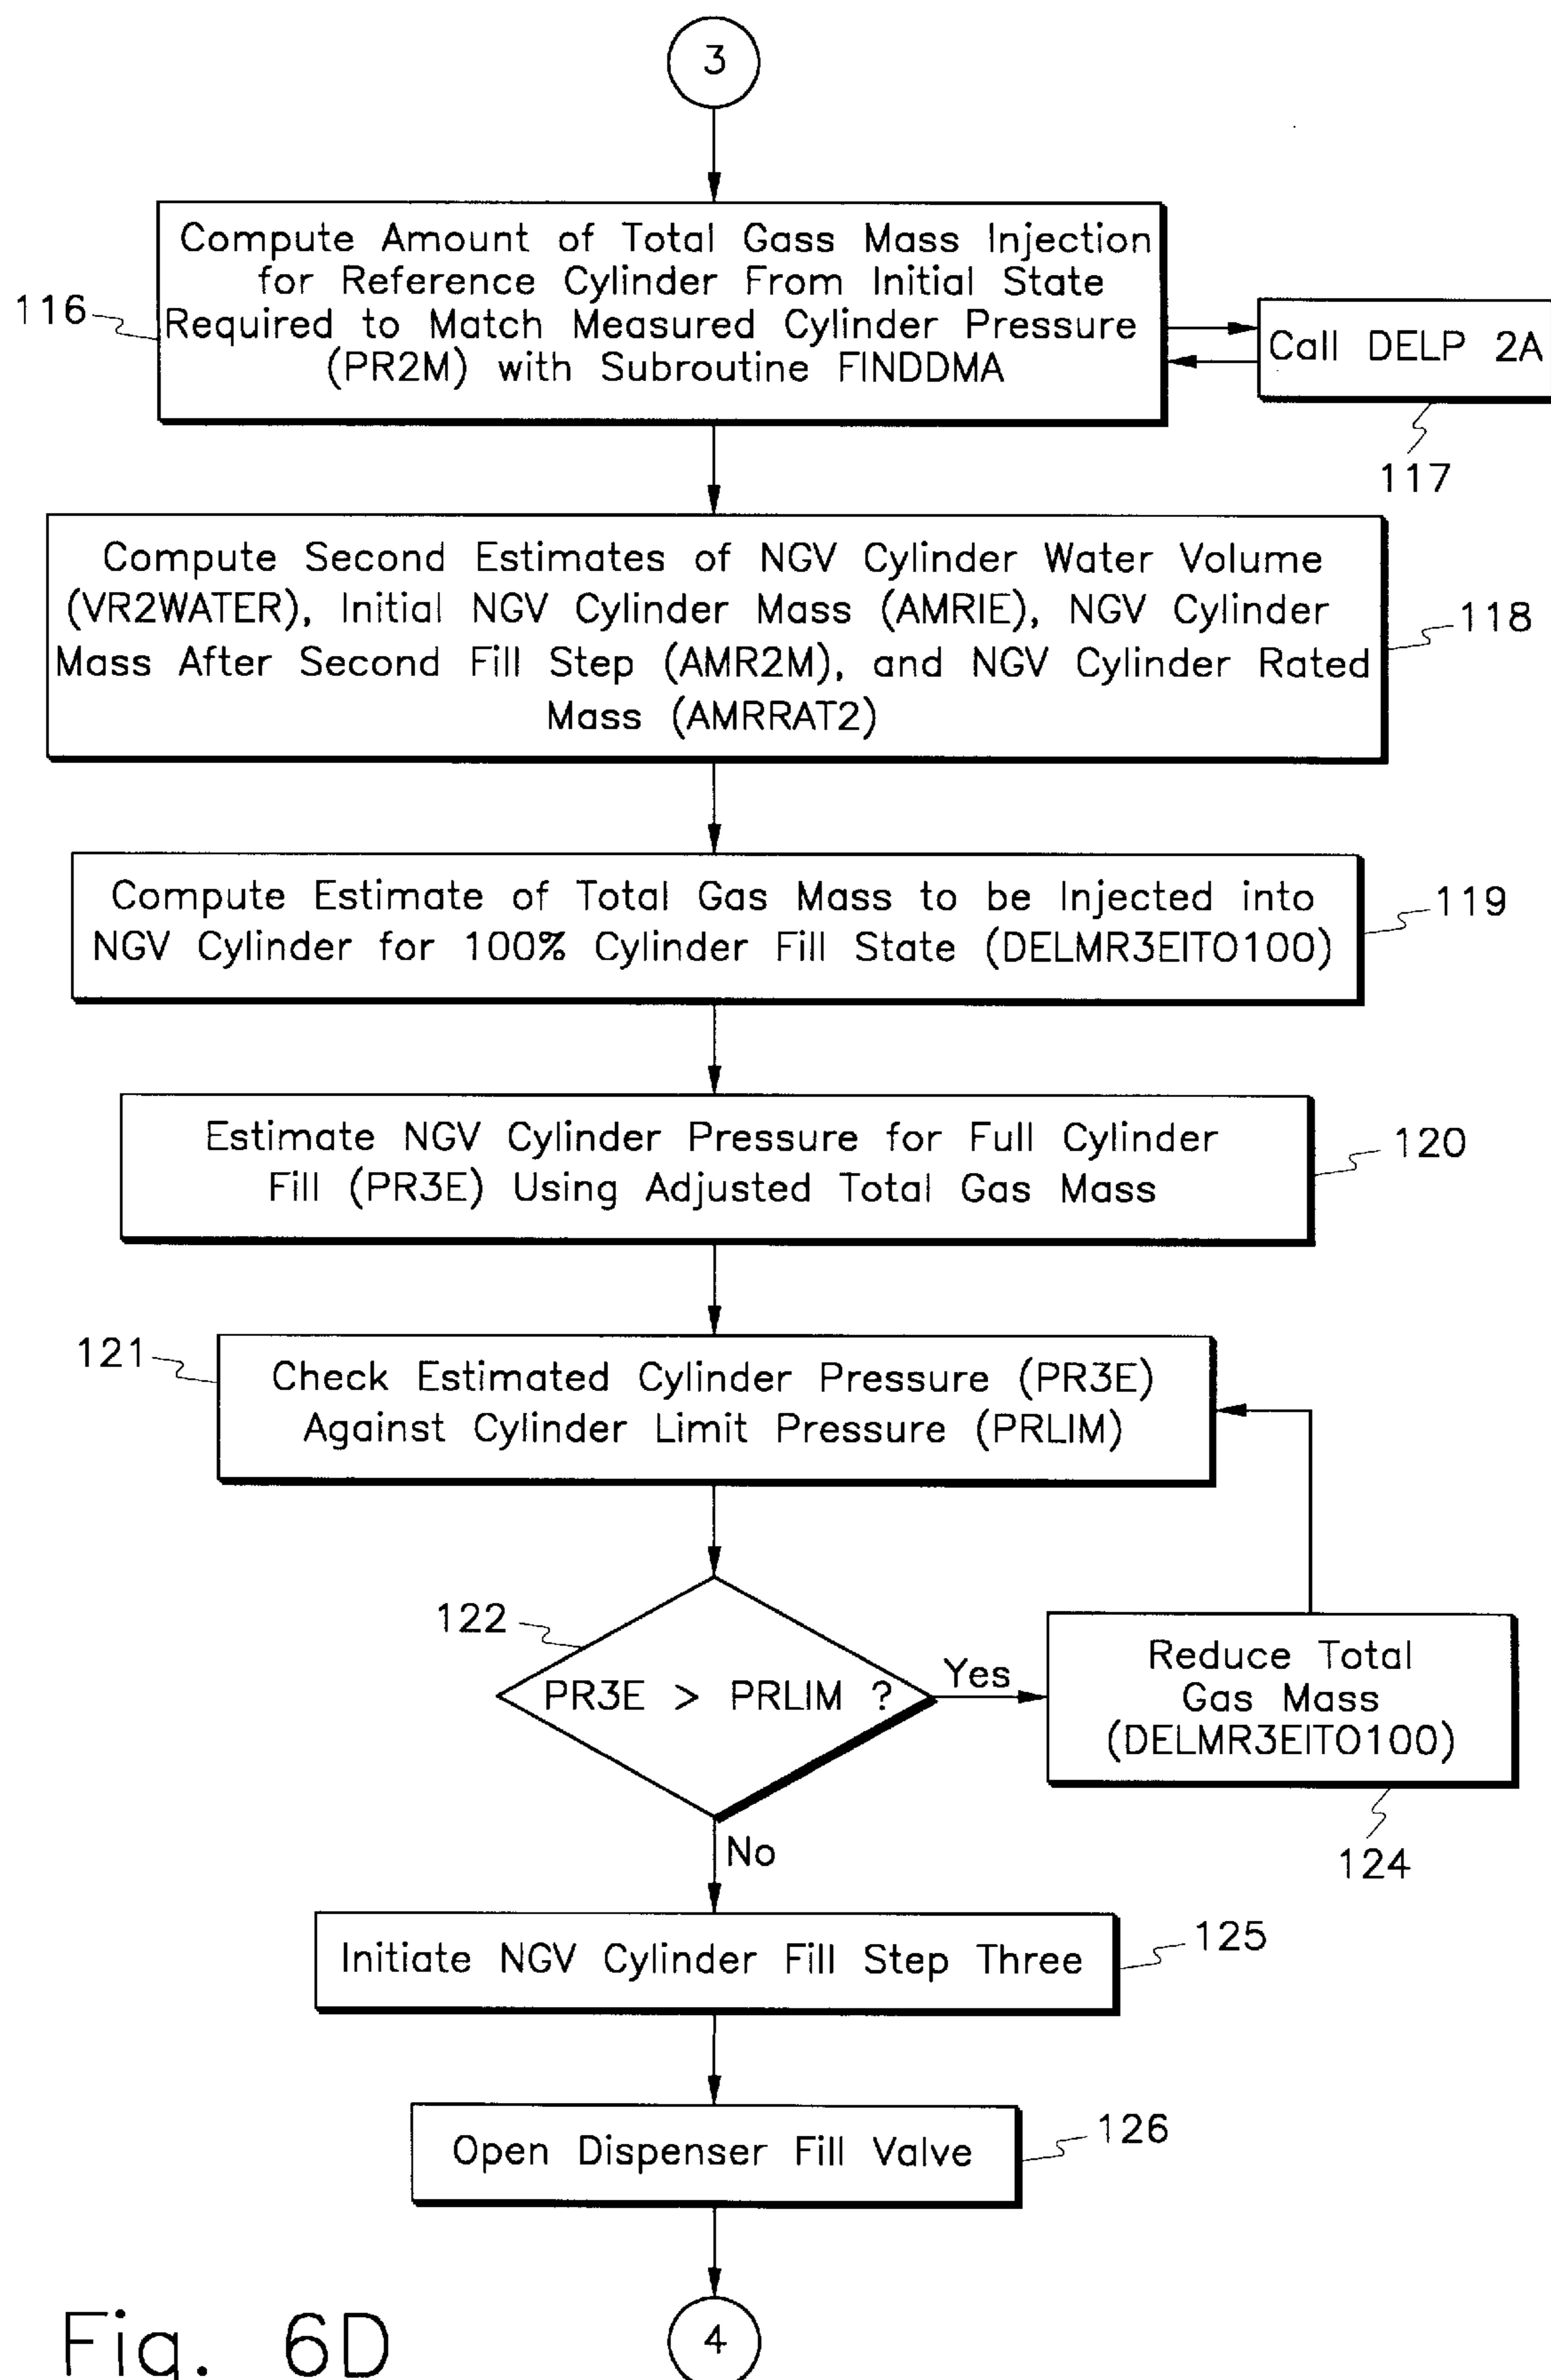 3
Compute Amount of Total Gass Mass Injection
for Reference Cylinder From Initial State
Required to Match Measured Cylinder Pressure
(PR2M) with Subroutine FINDDMA
116
Call DELP 2A
117
Compute Second Estimates of NGV Cylinder Water Volume
(VR2WATER), Initial NGV Cylinder Mass (AMRIE), NGV Cylinder
Mass After Second Fill Step (AMR2M), and NGV Cylinder Rated
Mass (AMRRAT2)
118
Compute Estimate of Total Gas Mass to be Injected into
NGV Cylinder for 100% Cylinder Fill State (DELMR3EITO100)
119
Estimate NGV Cylinder Pressure for Full Cylinder
Fill (PR3E) Using Adjusted Total Gas Mass
120
121
Check Estimated Cylinder Pressure (PR3E)
Against Cylinder Limit Pressure (PRLIM)
122
PR3E > PRLIM ?
Yes
Reduce Total
Gas Mass
(DELMR3EITO100)
124
No
Initiate NGV Cylinder Fill Step Three
125
Open Dispenser Fill Valve
126
4
Fig. 6D